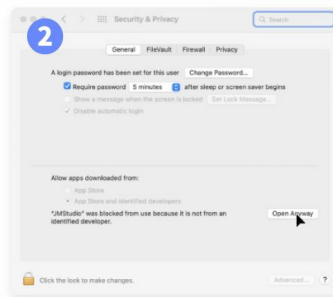 2
Security & Privacy
Search
General FileVault Firewall Privacy
A login password has been set for this user Change Password...
Require password 5 minutes after sleep or screen saver begins
Show a message when the screen is locked Set Lock Message...
Disable automatic login
Allow apps downloaded from:
App Store
App Store and identified developers
"JMStudio" was blocked from use because it is not from an Open Anyway
identified developer.
Click the lock to make changes. Advanced... ?